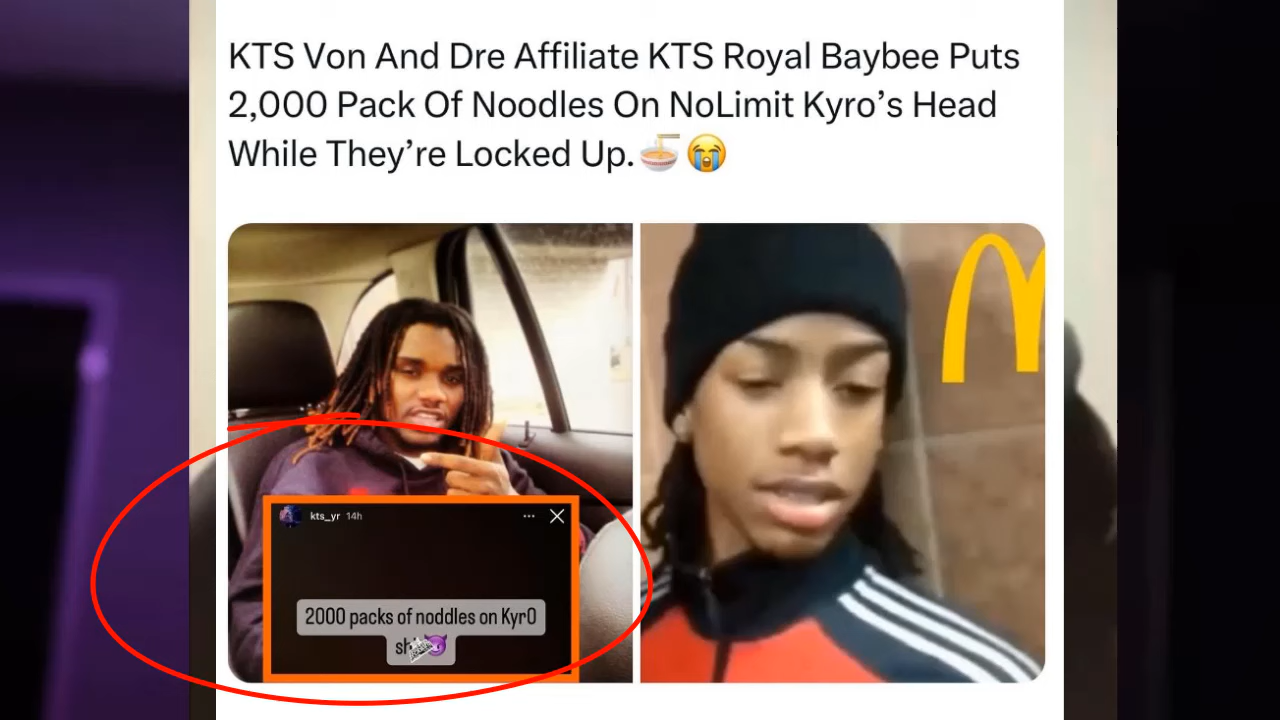 KTS Von And Dre Affiliate KTS Royal Baybee Puts
2,000 Pack Of Noodles On NoLimit Kyro’s Head
While They’re Locked Up.🍜😭
kts_yr 14h
2000 packs of noddles on Kyr0